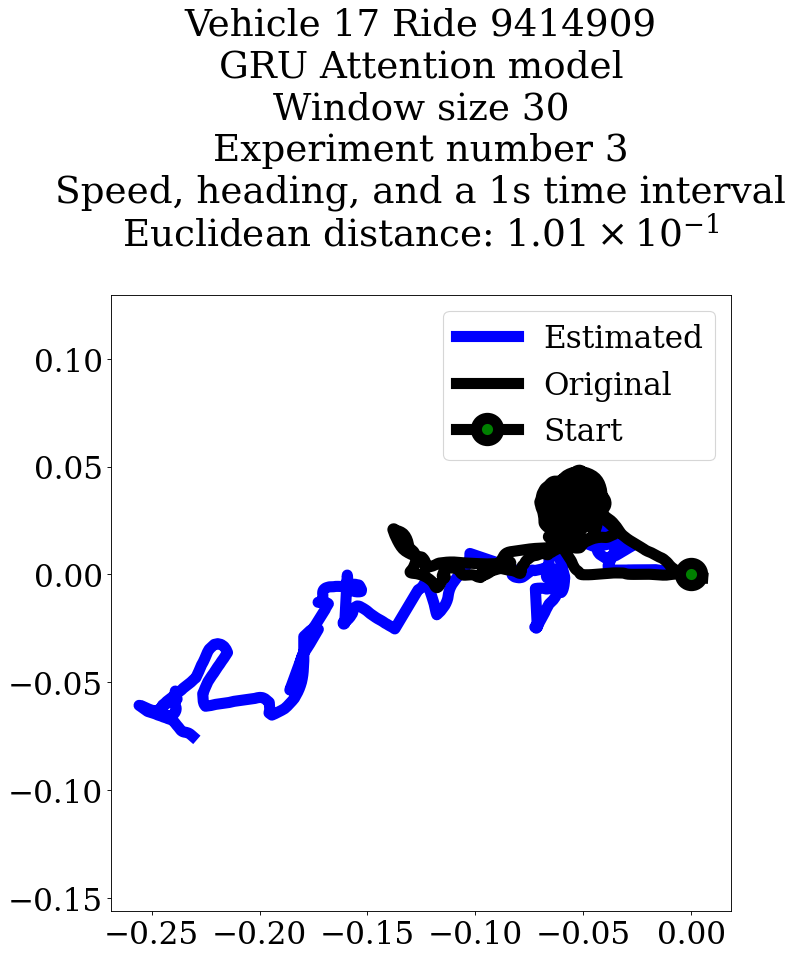 Vehicle 17 Ride 9414909
GRU Attention model
Window size 30
Experiment number 3
Speed, heading, and a 1s time interval
Euclidean distance: 1.01 × 10⁻¹
Estimated
Original
Start
0.10
0.05
0.00
−0.05
−0.10
−0.15
−0.25 −0.20 −0.15 −0.10 −0.05 0.00